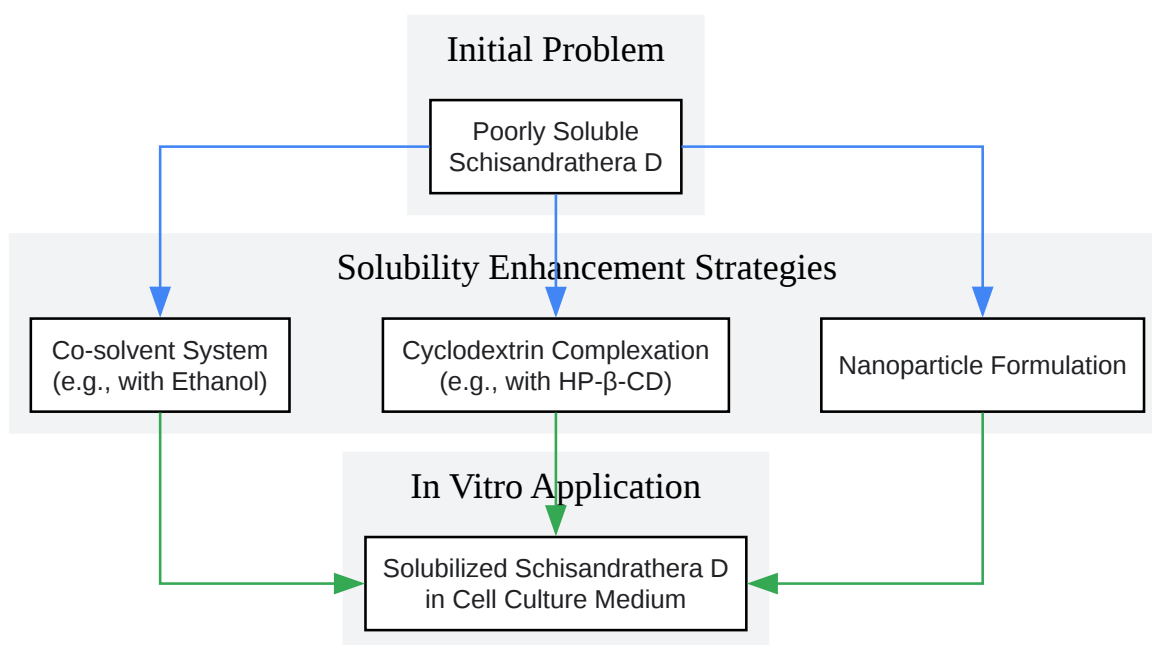 Initial Problem
Poorly Soluble
Schisandrathera D
Solubility Enhancement Strategies
Co-solvent System
(e.g., with Ethanol)
Cyclodextrin Complexation
(e.g., with HP-β-CD)
Nanoparticle Formulation
In Vitro Application
Solubilized Schisandrathera D
in Cell Culture Medium